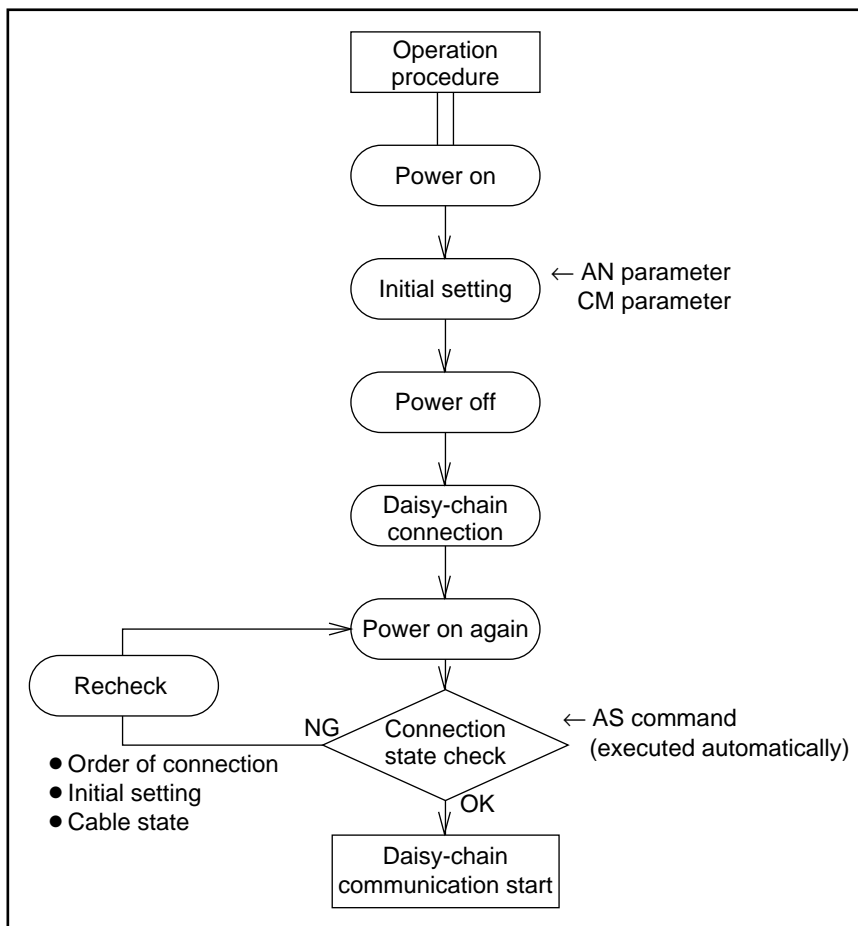 Operation
procedure
Power on
Initial setting
← AN parameter
CM parameter
Power off
Daisy-chain
connection
Power on again
Recheck
NG
Connection
state check
← AS command
(executed automatically)
● Order of connection
● Initial setting
● Cable state
OK
Daisy-chain
communication start